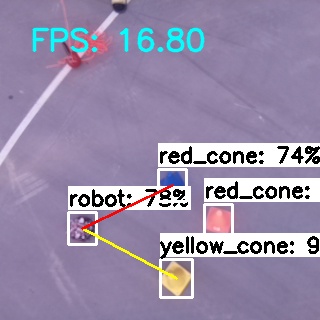 FPS: 16.80
red_cone: 74%
robot: 78%
red_cone:
yellow_cone: 9